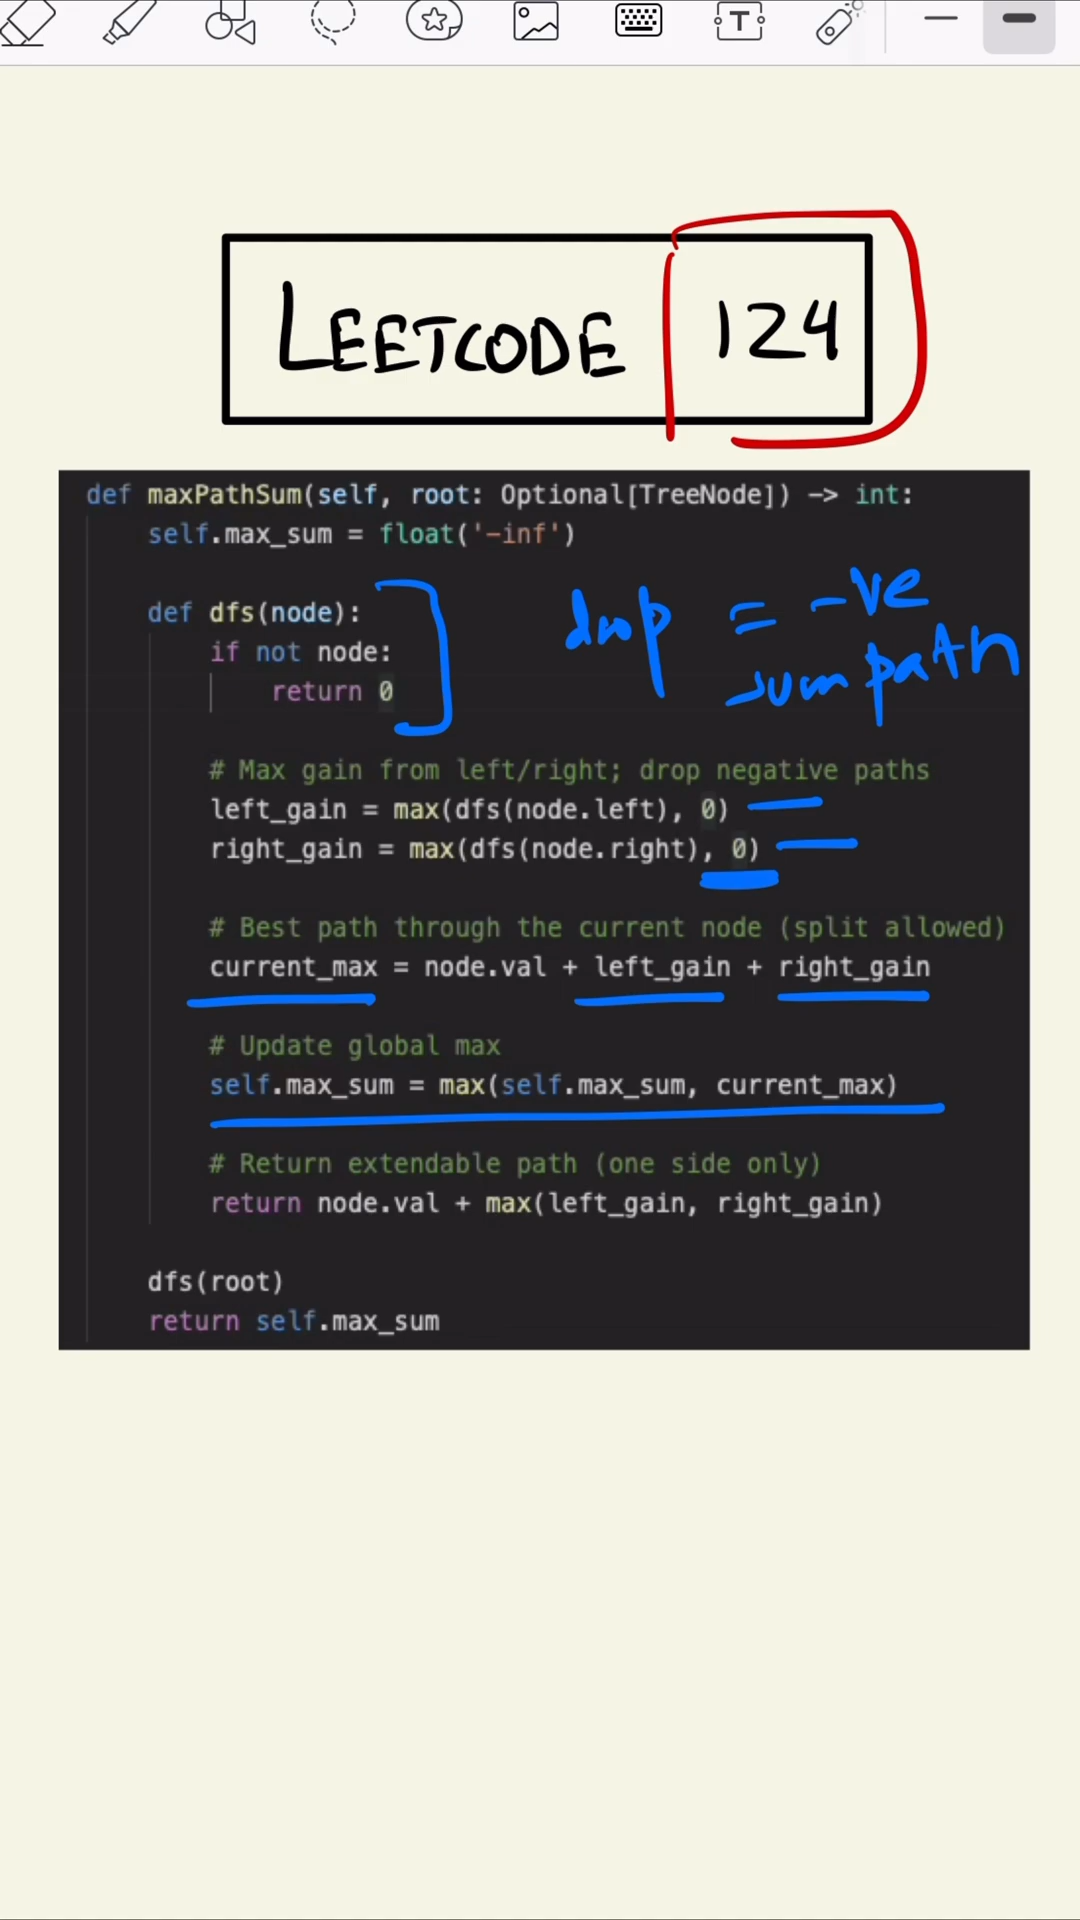 T
LEETCODE 124
def maxPathSum(self, root: Optional[TreeNode]) -> int:
self.max_sum = float('-inf')
def dfs(node):
if not node:
return 0
drop = -ve
sum path
# Max gain from left/right; drop negative paths
left_gain = max(dfs(node.left), 0)
right_gain = max(dfs(node.right), 0)
# Best path through the current node (split allowed)
current_max = node.val + left_gain + right_gain
# Update global max
self.max_sum = max(self.max_sum, current_max)
# Return extendable path (one side only)
return node.val + max(left_gain, right_gain)
dfs(root)
return self.max_sum